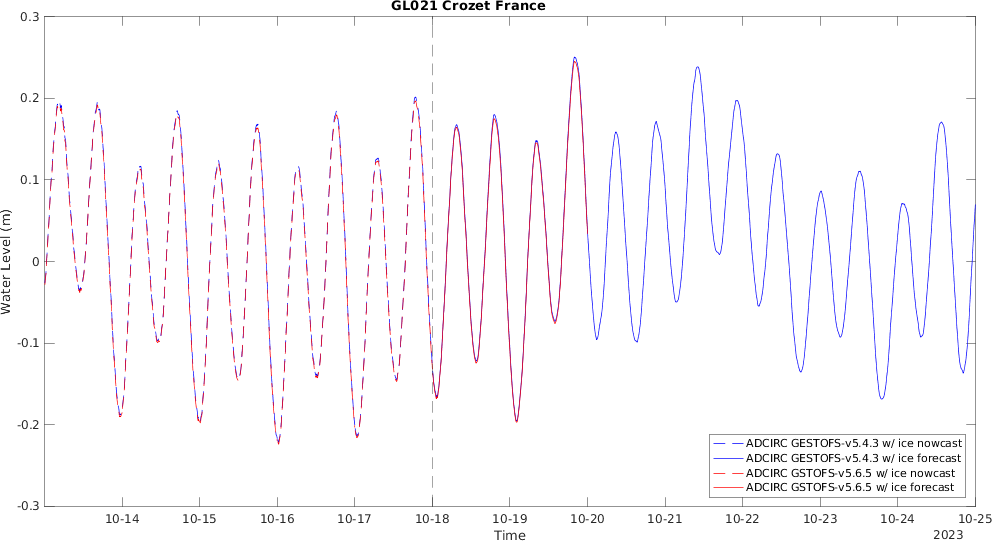 GL021 Crozet France
0.3
0.2
0.1
0
-0.1
-0.2
-0.3
Water Level (m)
10-14 10-15 10-16 10-17 10-18 10-19 10-20 10-21 10-22 10-23 10-24 10-25
Time
2023
ADCIRC GESTOFS-v5.4.3 w/ ice nowcast
ADCIRC GESTOFS-v5.4.3 w/ ice forecast
ADCIRC GSTOFS-v5.6.5 w/ ice nowcast
ADCIRC GSTOFS-v5.6.5 w/ ice forecast